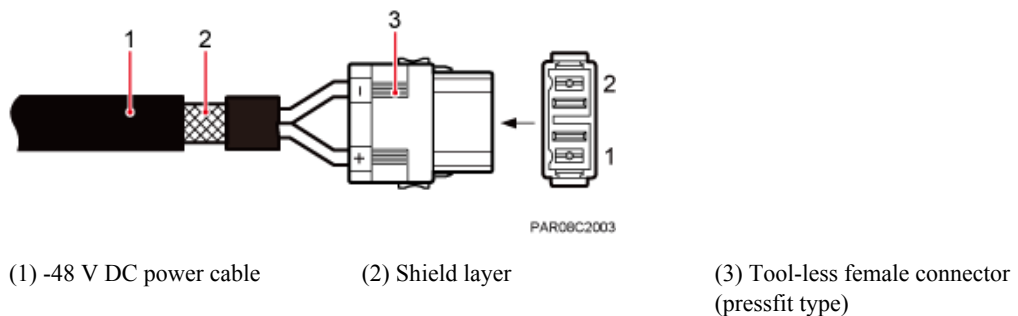 1 2 3
−
+
2
1
PAR08C2003
(1) -48 V DC power cable (2) Shield layer (3) Tool-less female connector
(pressfit type)